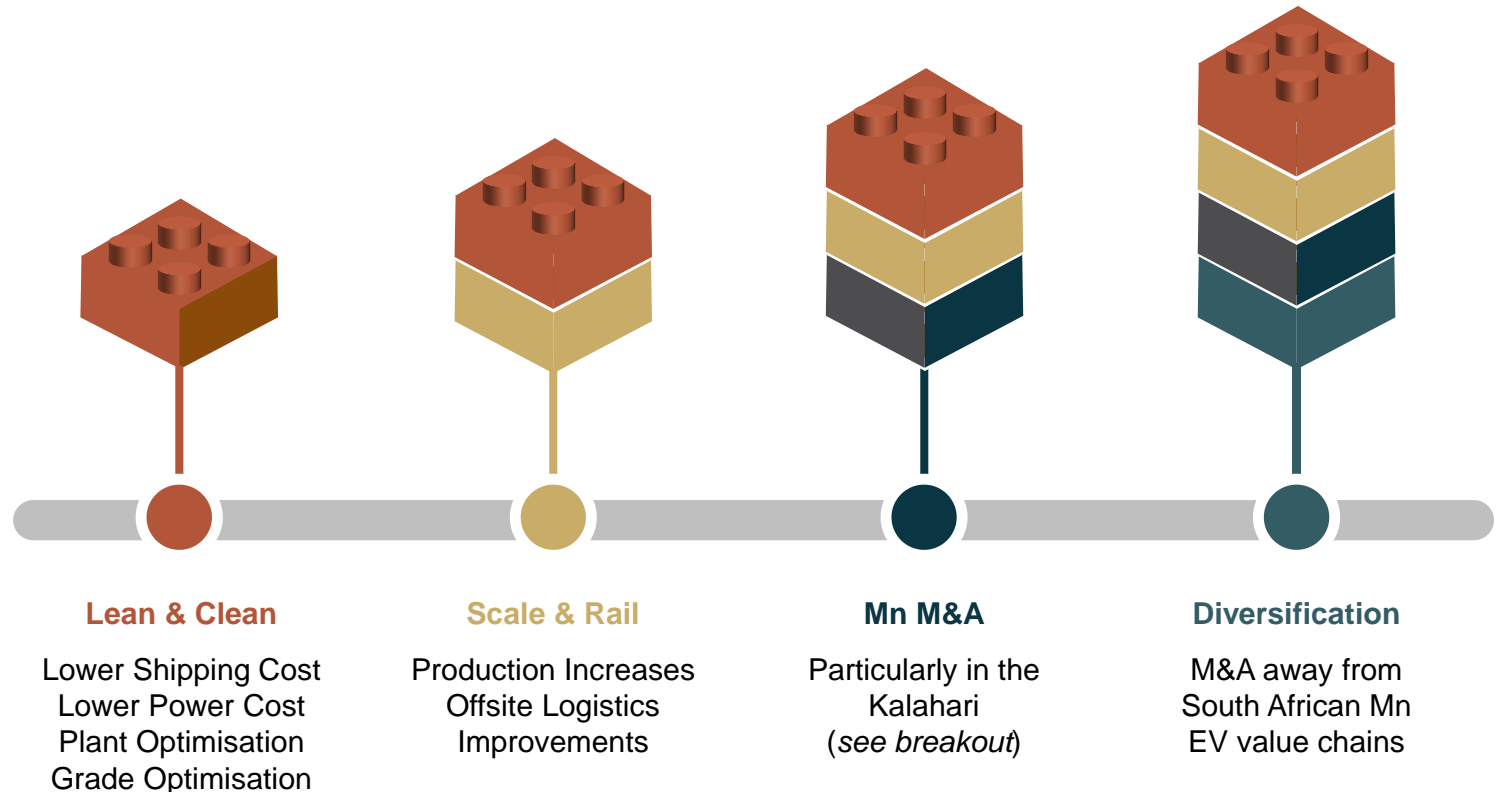 Lean & Clean
Lower Shipping Cost
Lower Power Cost
Plant Optimisation
Grade Optimisation
Scale & Rail
Production Increases
Offsite Logistics
Improvements
Mn M&A
Particularly in the
Kalahari
(see breakout)
Diversification
M&A away from
South African Mn
EV value chains